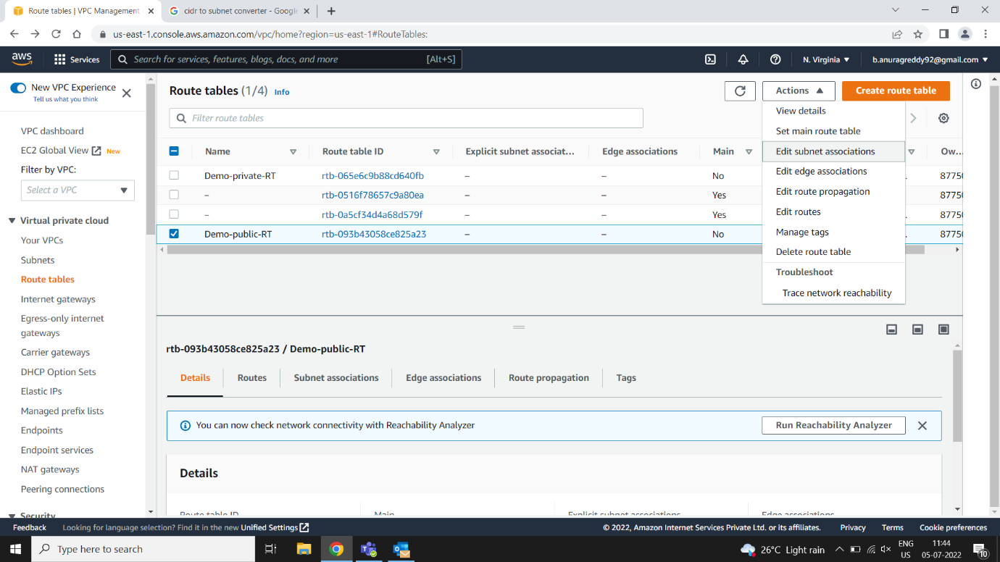 Route tables | VPC Management
cidr to subnet converter - Google
us-east-1.console.aws.amazon.com/vpc/home?region=us-east-1#RouteTables:
aws
Services
Search for services, features, blogs, docs, and more
[Alt+S]
N. Virginia
b.anuragreddy92@gmail.com
New VPC Experience
Tell us what you think
VPC dashboard
EC2 Global View
New
Filter by VPC:
Select a VPC
Virtual private cloud
Your VPCs
Subnets
Route tables
Internet gateways
Egress-only internet
gateways
Carrier gateways
DHCP Option Sets
Elastic IPs
Managed prefix lists
Endpoints
Endpoint services
NAT gateways
Peering connections
Security
Route tables (1/4) Info
Actions
Create route table
Filter route tables
View details
Set main route table
Edit subnet associations
Edit edge associations
Edit route propagation
Edit routes
Manage tags
Delete route table
Troubleshoot
Trace network reachability
Name Route table ID Explicit subnet associat... Edge associations Main Ow...
Demo-private-RT rtb-065e6c9b88cd640fb – – No 8775
– rtb-0516f78657c9a80ea – – Yes 8775
– rtb-0a5cf34d4a68d579f – – Yes 8775
Demo-public-RT rtb-093b43058ce825a23 – – No 8775
rtb-093b43058ce825a23 / Demo-public-RT
Details Routes Subnet associations Edge associations Route propagation Tags
You can now check network connectivity with Reachability Analyzer
Run Reachability Analyzer
Details
Route table ID Main Explicit subnet associations Edge associations
Feedback Looking for language selection? Find it in the new Unified Settings
© 2022, Amazon Internet Services Private Ltd. or its affiliates. Privacy Terms Cookie preferences
Type here to search
26°C Light rain
ENG
US
11:44
05-07-2022
10